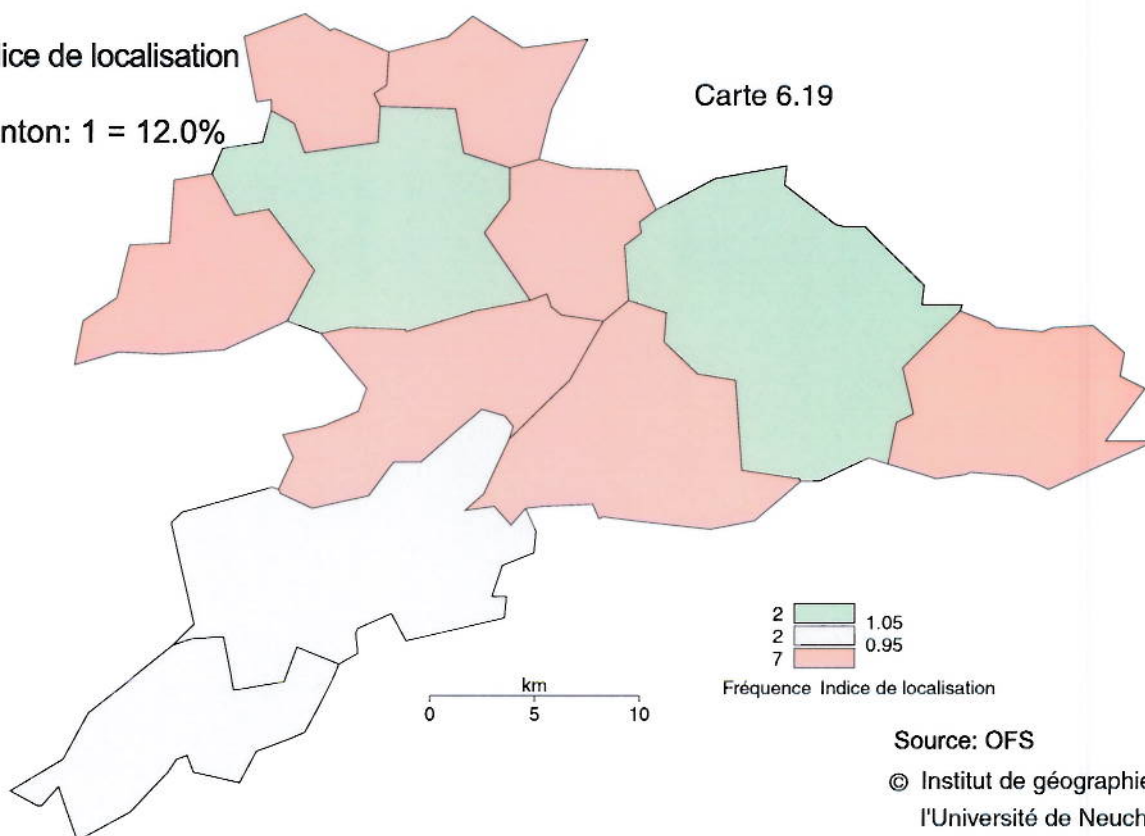 ice de localisation
Carte 6.19
nton: 1 = 12.0%
2
1.05
2
0.95
7
Fréquence Indice de localisation
km
0 5 10
Source: OFS
© Institut de géographie
l'Université de Neuch